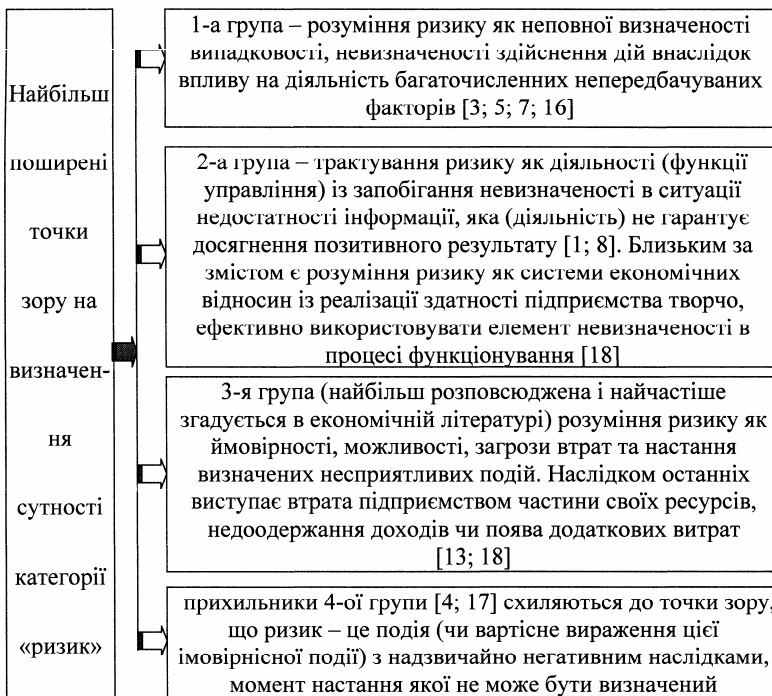 Найбільш
поширені
точки
зору на
визначен-
ня
сутності
категорії
«ризик»
1-а група – розуміння ризику як неповної визначеності
випадковості, невизначеності здійснення дій внаслідок
впливу на діяльність багаточисленних непередбачуваних
факторів [3; 5; 7; 16]
2-а група – трактування ризику як діяльності (функції
управління) із запобігання невизначеності в ситуації
недостатності інформації, яка (діяльність) не гарантує
досягнення позитивного результату [1; 8]. Близьким за
змістом є розуміння ризику як системи економічних
відносин із реалізації здатності підприємства творчо,
ефективно використовувати елемент невизначеності в
процесі функціонування [18]
3-я група (найбільш розповсюджена і найчастіше
згадується в економічній літературі) розуміння ризику як
ймовірності, можливості, загрози втрат та настання
визначених несприятливих подій. Наслідком останніх
виступає втрата підприємством частини своїх ресурсів,
недоодержання доходів чи поява додаткових витрат
[13; 18]
прихильники 4-ої групи [4; 17] схиляються до точки зору,
що ризик – це подія (чи вартісне вираження цієї
імовірнісної події) з надзвичайно негативним наслідками,
момент настання якої не може бути визначений